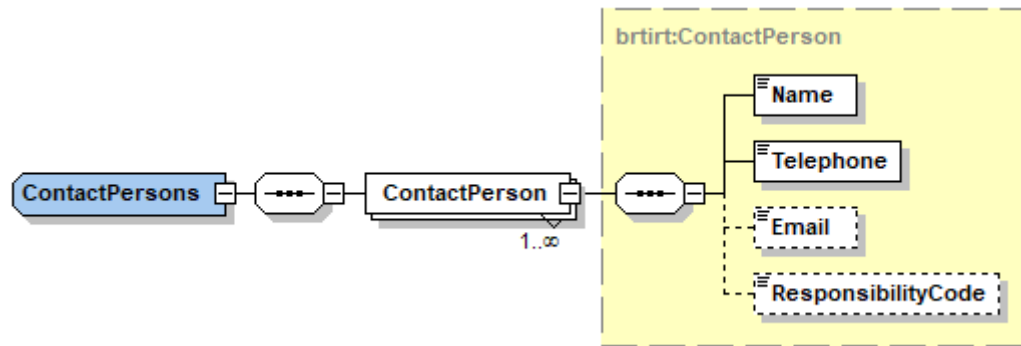 brtirt:ContactPerson
Name
Telephone
ContactPersons
ContactPerson
1..∞
Email
ResponsibilityCode